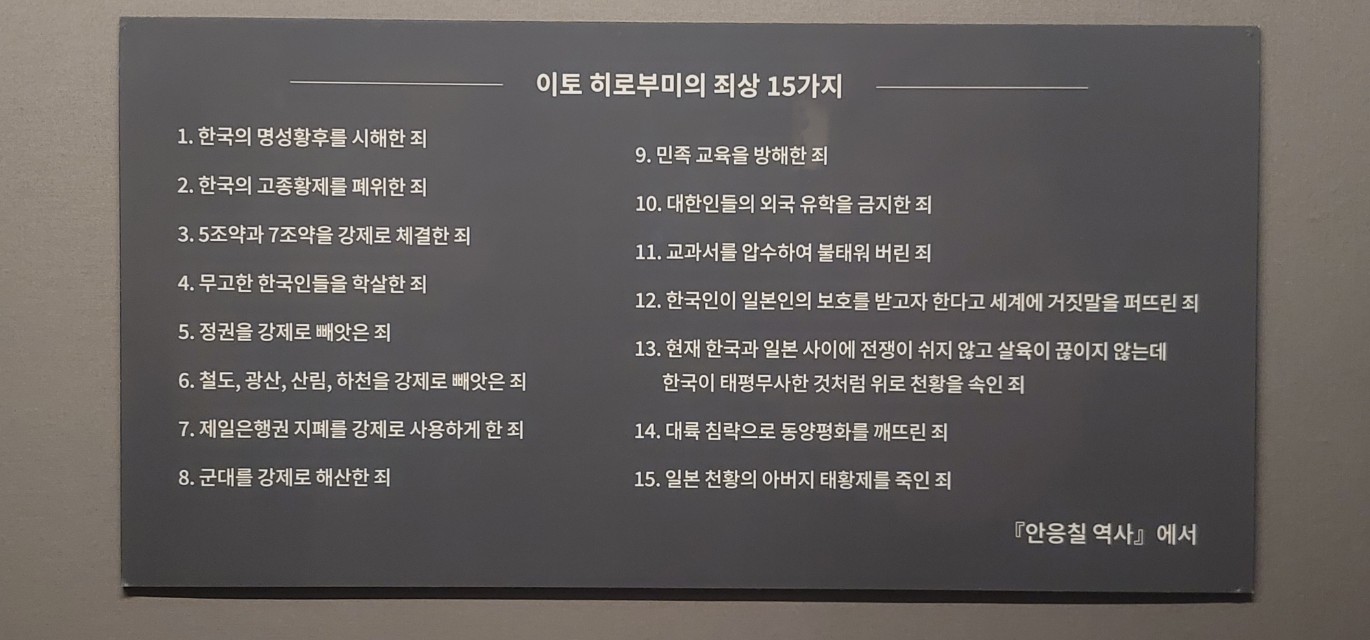 이토 히로부미의 죄상 15가지
1. 한국의 명성황후를 시해한 죄
2. 한국의 고종황제를 폐위한 죄
3. 5조약과 7조약을 강제로 체결한 죄
4. 무고한 한국인들을 학살한 죄
5. 정권을 강제로 빼앗은 죄
6. 철도, 광산, 산림, 하천을 강제로 빼앗은 죄
7. 제일은행권 지폐를 강제로 사용하게 한 죄
8. 군대를 강제로 해산한 죄
9. 민족 교육을 방해한 죄
10. 대한인들의 외국 유학을 금지한 죄
11. 교과서를 압수하여 불태워 버린 죄
12. 한국인이 일본인의 보호를 받고자 한다고 세계에 거짓말을 퍼뜨린 죄
13. 현재 한국과 일본 사이에 전쟁이 쉬지 않고 살육이 끊이지 않는데
한국이 태평무사한 것처럼 위로 천황을 속인 죄
14. 대륙 침략으로 동양평화를 깨뜨린 죄
15. 일본 천황의 아버지 태황제를 죽인 죄
『안응칠 역사』에서